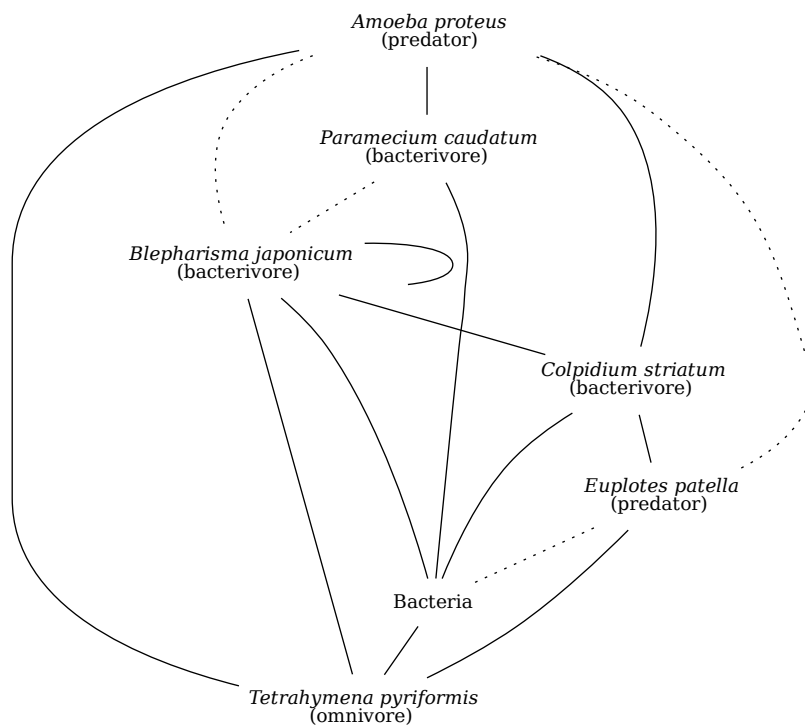 Amoeba proteus
(predator)
Paramecium caudatum
(bacterivore)
Blepharisma japonicum
(bacterivore)
Colpidium striatum
(bacterivore)
Euplotes patella
(predator)
Bacteria
Tetrahymena pyriformis
(omnivore)